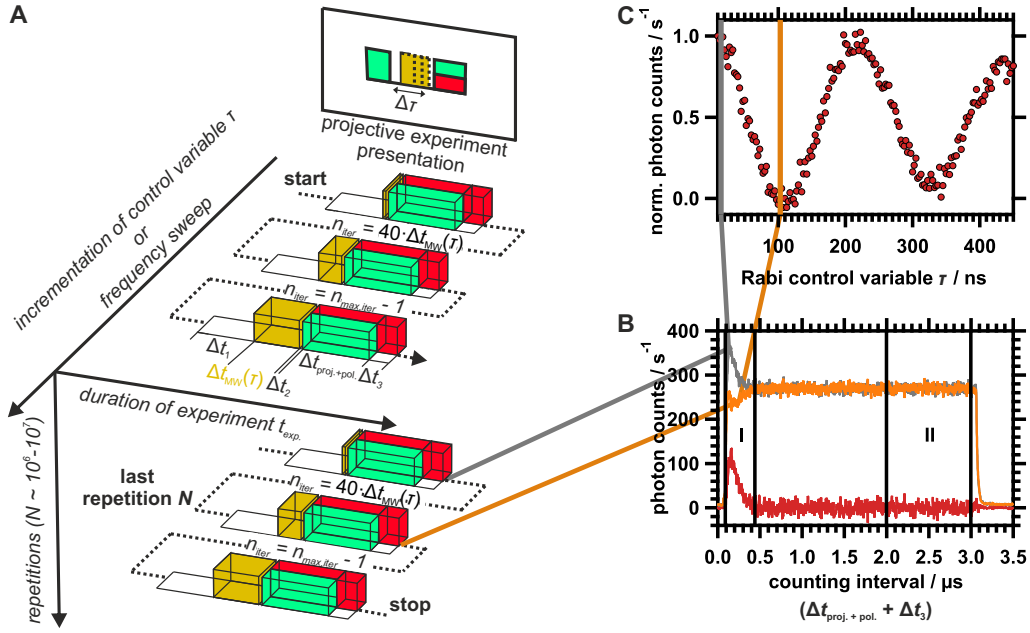 A
Δτ
projective experiment
presentation
incrementation of control variable τ
or
frequency sweep
start
n_iter = 40·Δt_MW(τ)
n_iter = n_max.iter - 1
Δt_1
Δt_MW(τ)
Δt_2
Δt_proj.+pol.
Δt_3
duration of experiment t_exp.
repetitions (N ~ 10^6-10^7)
last
repetition N
n_iter = 40·Δt_MW(τ)
n_iter = n_max.iter - 1
stop
C
norm. photon counts / s^-1
1.0
0.5
0.0
100 200 300 400
Rabi control variable τ / ns
B
photon counts / s^-1
400
300
200
100
0
I
II
0.0 0.5 1.0 1.5 2.0 2.5 3.0 3.5
counting interval / µs
(Δt_proj. + pol. + Δt_3)